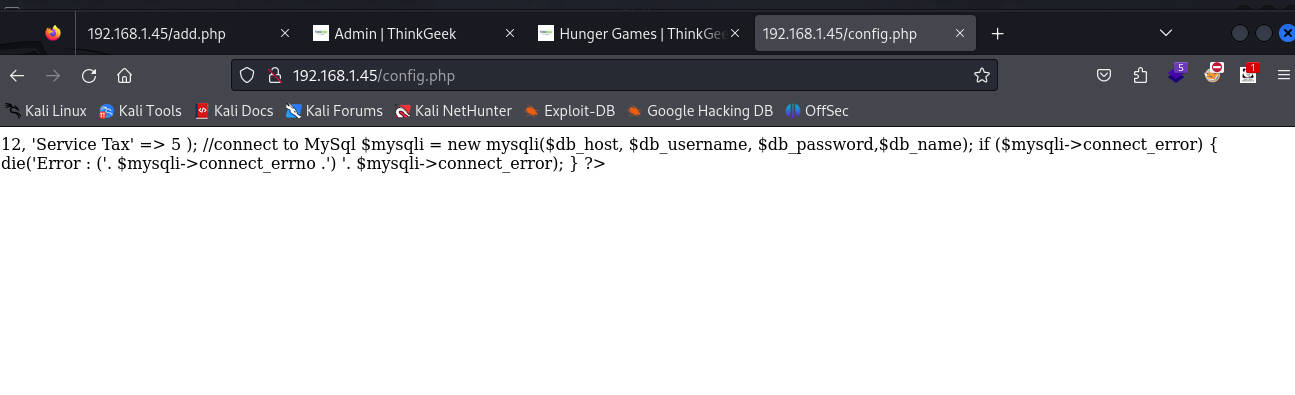 192.168.1.45/add.php
Admin | ThinkGeek
Hunger Games | ThinkGee
192.168.1.45/config.php
192.168.1.45/config.php
5
1
Kali Linux
Kali Tools
Kali Docs
Kali Forums
Kali NetHunter
Exploit-DB
Google Hacking DB
OffSec
12, 'Service Tax' => 5 ); //connect to MySql $mysqli = new mysqli($db_host, $db_username, $db_password,$db_name); if ($mysqli->connect_error) {
die('Error : ('. $mysqli->connect_errno .') '. $mysqli->connect_error); } ?>